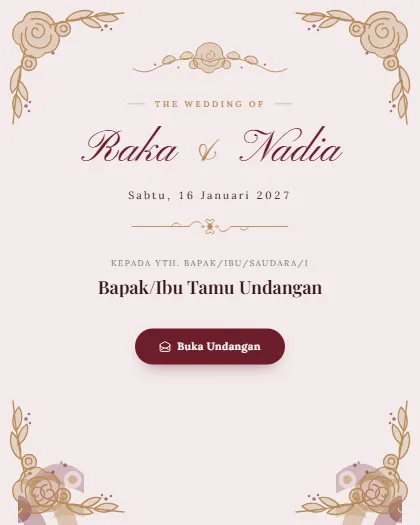 THE WEDDING OF
Raka & Nadia
Sabtu, 16 Januari 2027
KEPADA YTH. BAPAK/IBU/SAUDARA/I
Bapak/Ibu Tamu Undangan
Buka Undangan